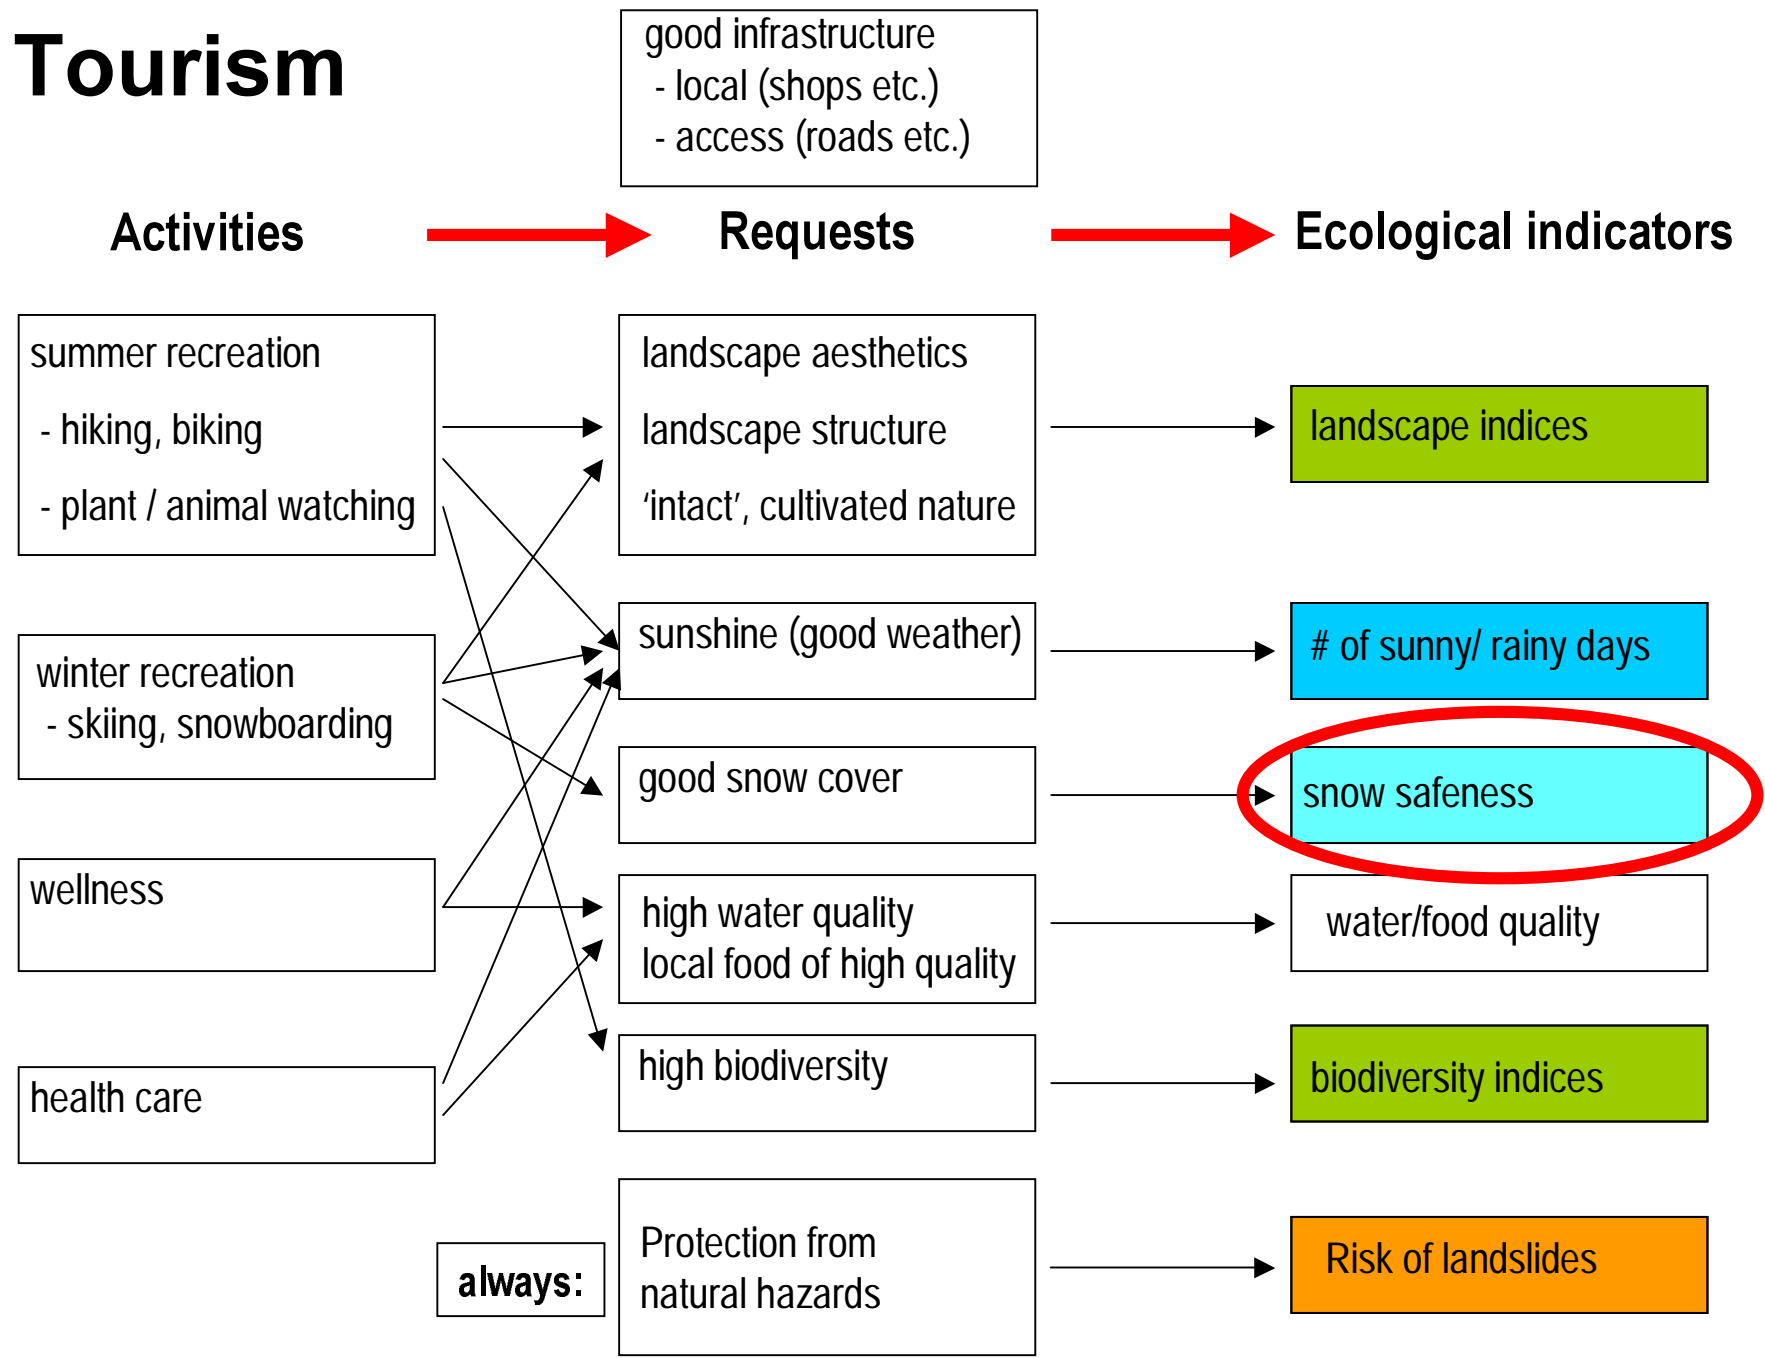 Tourism
good infrastructure
- local (shops etc.)
- access (roads etc.)
Activities
Requests
Ecological indicators
summer recreation
- hiking, biking
- plant / animal watching
landscape aesthetics
landscape structure
‘intact’, cultivated nature
landscape indices
winter recreation
- skiing, snowboarding
sunshine (good weather)
# of sunny/ rainy days
good snow cover
snow safeness
wellness
high water quality
local food of high quality
water/food quality
health care
high biodiversity
biodiversity indices
always:
Protection from
natural hazards
Risk of landslides